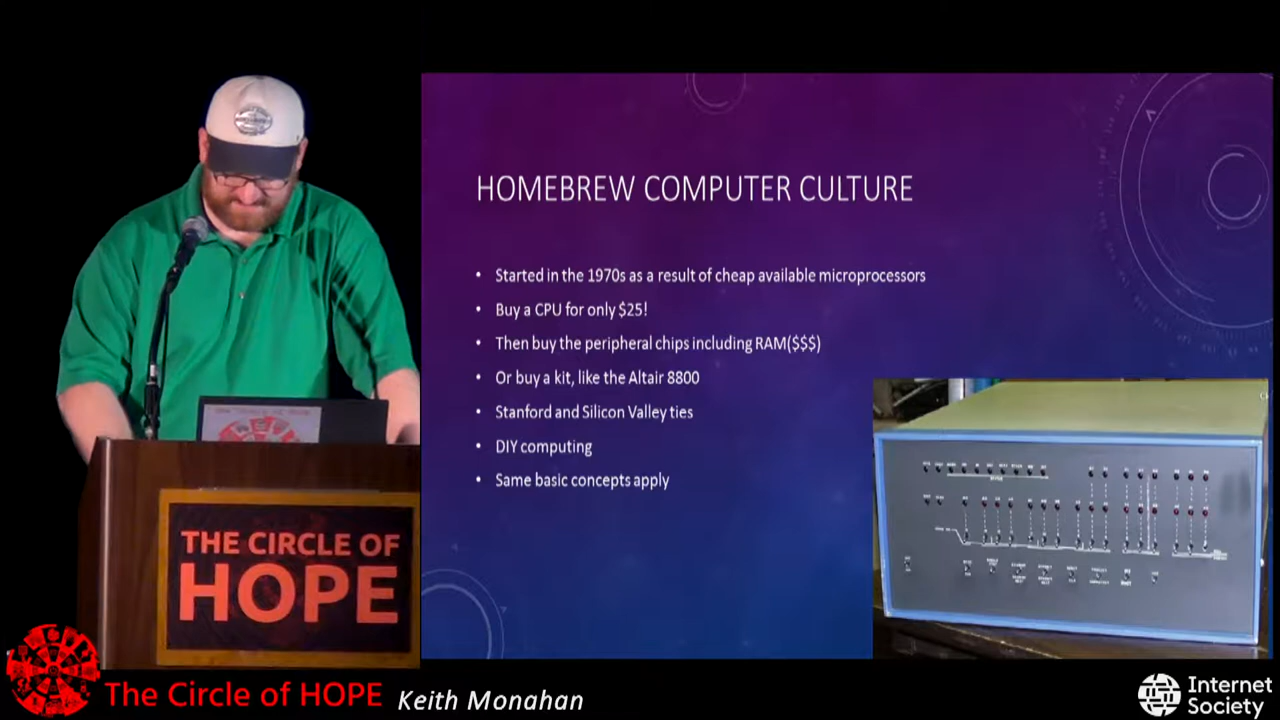 HOMEBREW COMPUTER CULTURE
• Started in the 1970s as a result of cheap available microprocessors
• Buy a CPU for only $25!
• Then buy the peripheral chips including RAM($$$)
• Or buy a kit, like the Altair 8800
• Stanford and Silicon Valley ties
• DIY computing
• Same basic concepts apply
THE CIRCLE OF
HOPE
The Circle of HOPE
Keith Monahan
Internet
Society